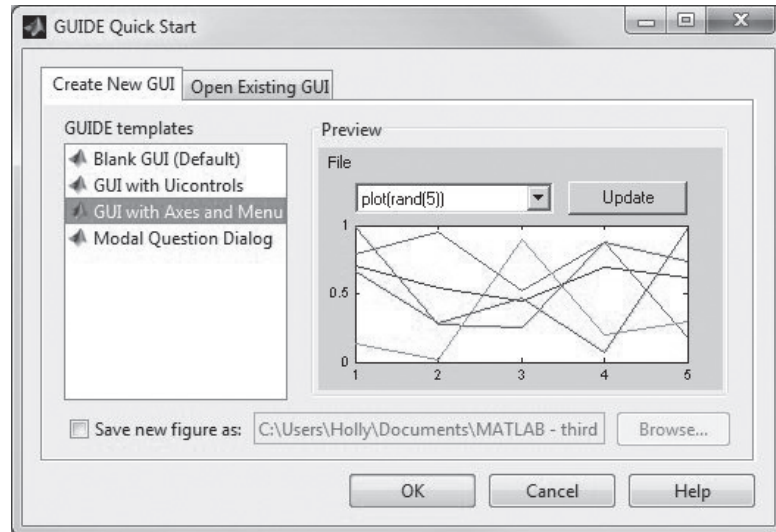 GUIDE Quick Start
Create New GUI
Open Existing GUI
GUIDE templates
Blank GUI (Default)
GUI with Uicontrols
GUI with Axes and Menu
Modal Question Dialog
Preview
File
plot(rand(5))
Update
1
0.5
0
1 2 3 4 5
Save new figure as:
C:\Users\Holly\Documents\MATLAB - third
Browse...
OK
Cancel
Help